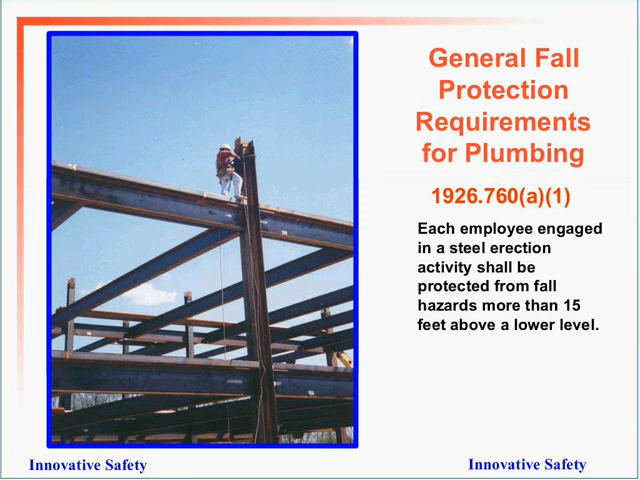 General Fall
Protection
Requirements
for Plumbing
1926.760(a)(1)
Each employee engaged
in a steel erection
activity shall be
protected from fall
hazards more than 15
feet above a lower level.
Innovative Safety
Innovative Safety